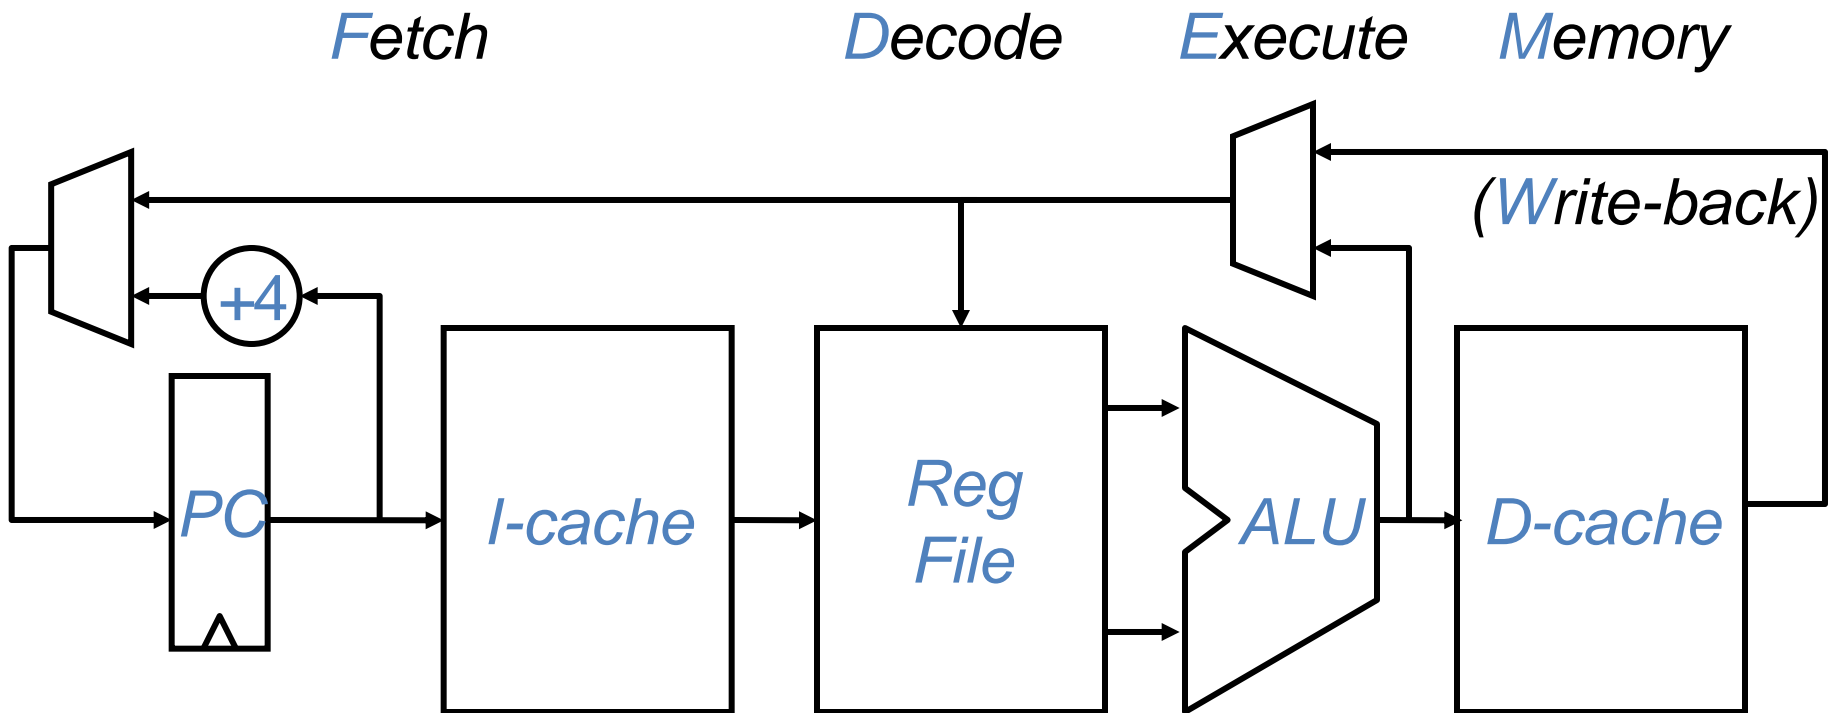 Fetch
Decode
Execute
Memory
(Write-back)
+4
PC
I-cache
Reg
File
ALU
D-cache